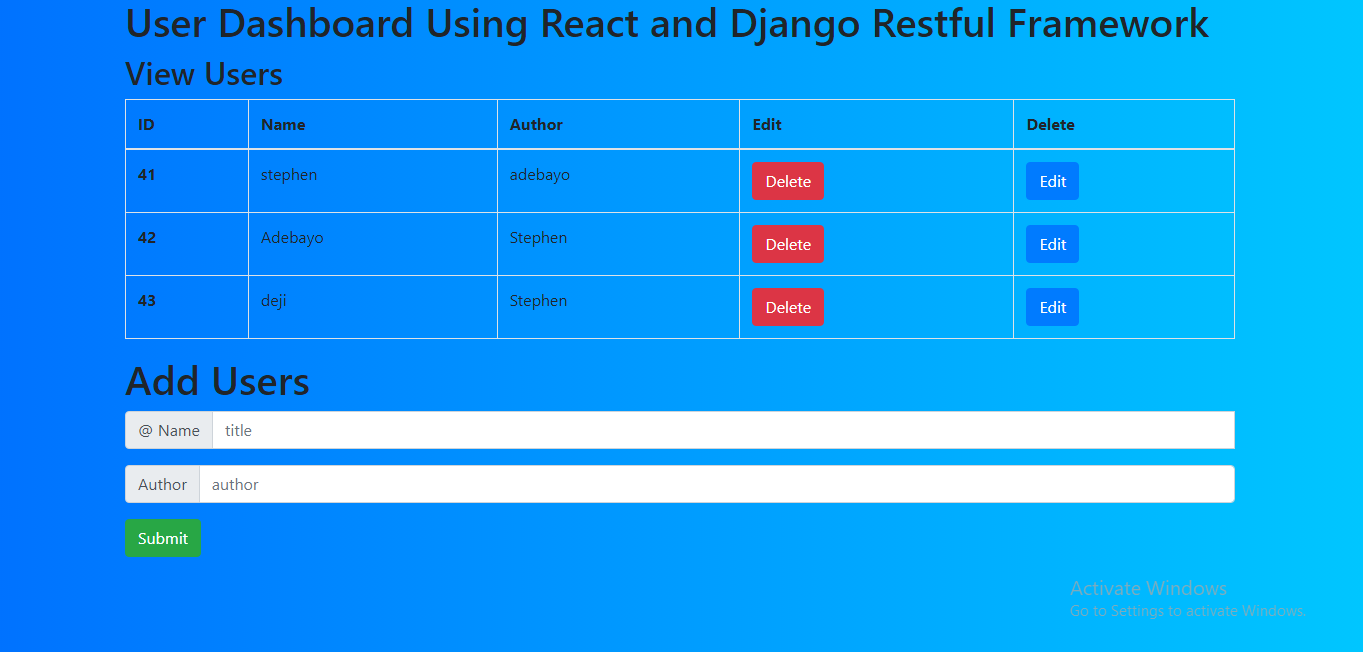 User Dashboard Using React and Django Restful Framework
View Users
ID Name Author Edit Delete
41 stephen adebayo Delete Edit
42 Adebayo Stephen Delete Edit
43 deji Stephen Delete Edit
Add Users
@ Name title
Author author
Submit
Activate Windows
Go to Settings to activate Windows.